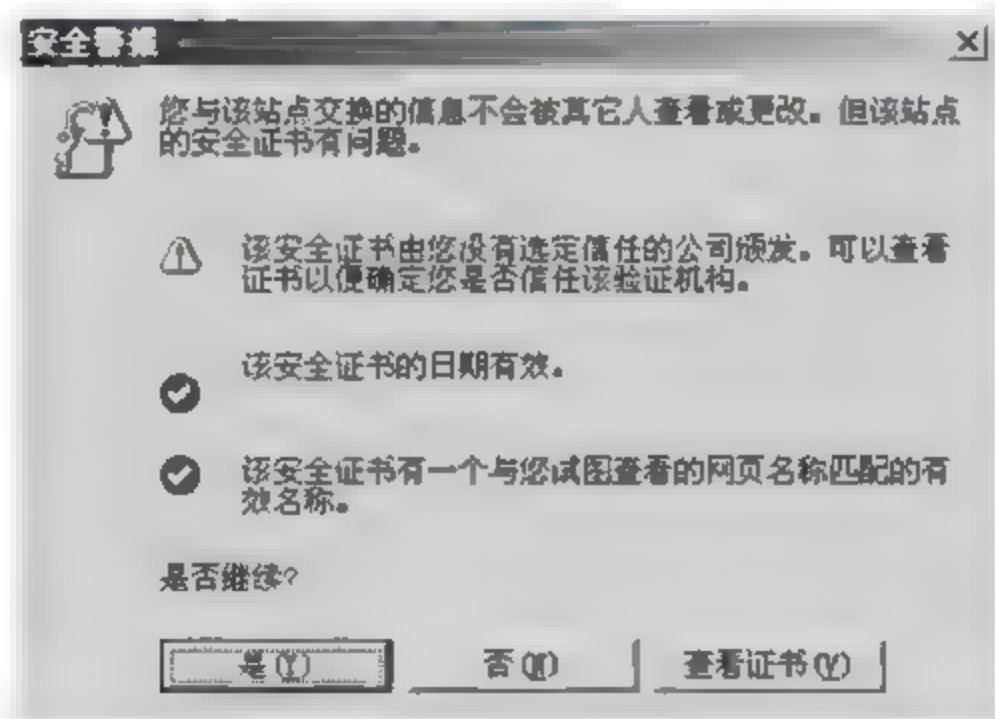 安全警报
您与该站点交换的信息不会被其它人查看或更改。但该站点
的安全证书有问题。
该安全证书由您没有选定信任的公司颁发。可以查看
证书以便确定您是否信任该验证机构。
该安全证书的日期有效。
该安全证书有一个与您试图查看的网页名称匹配的有
效名称。
是否继续?
是(Y)
否(N)
查看证书(V)